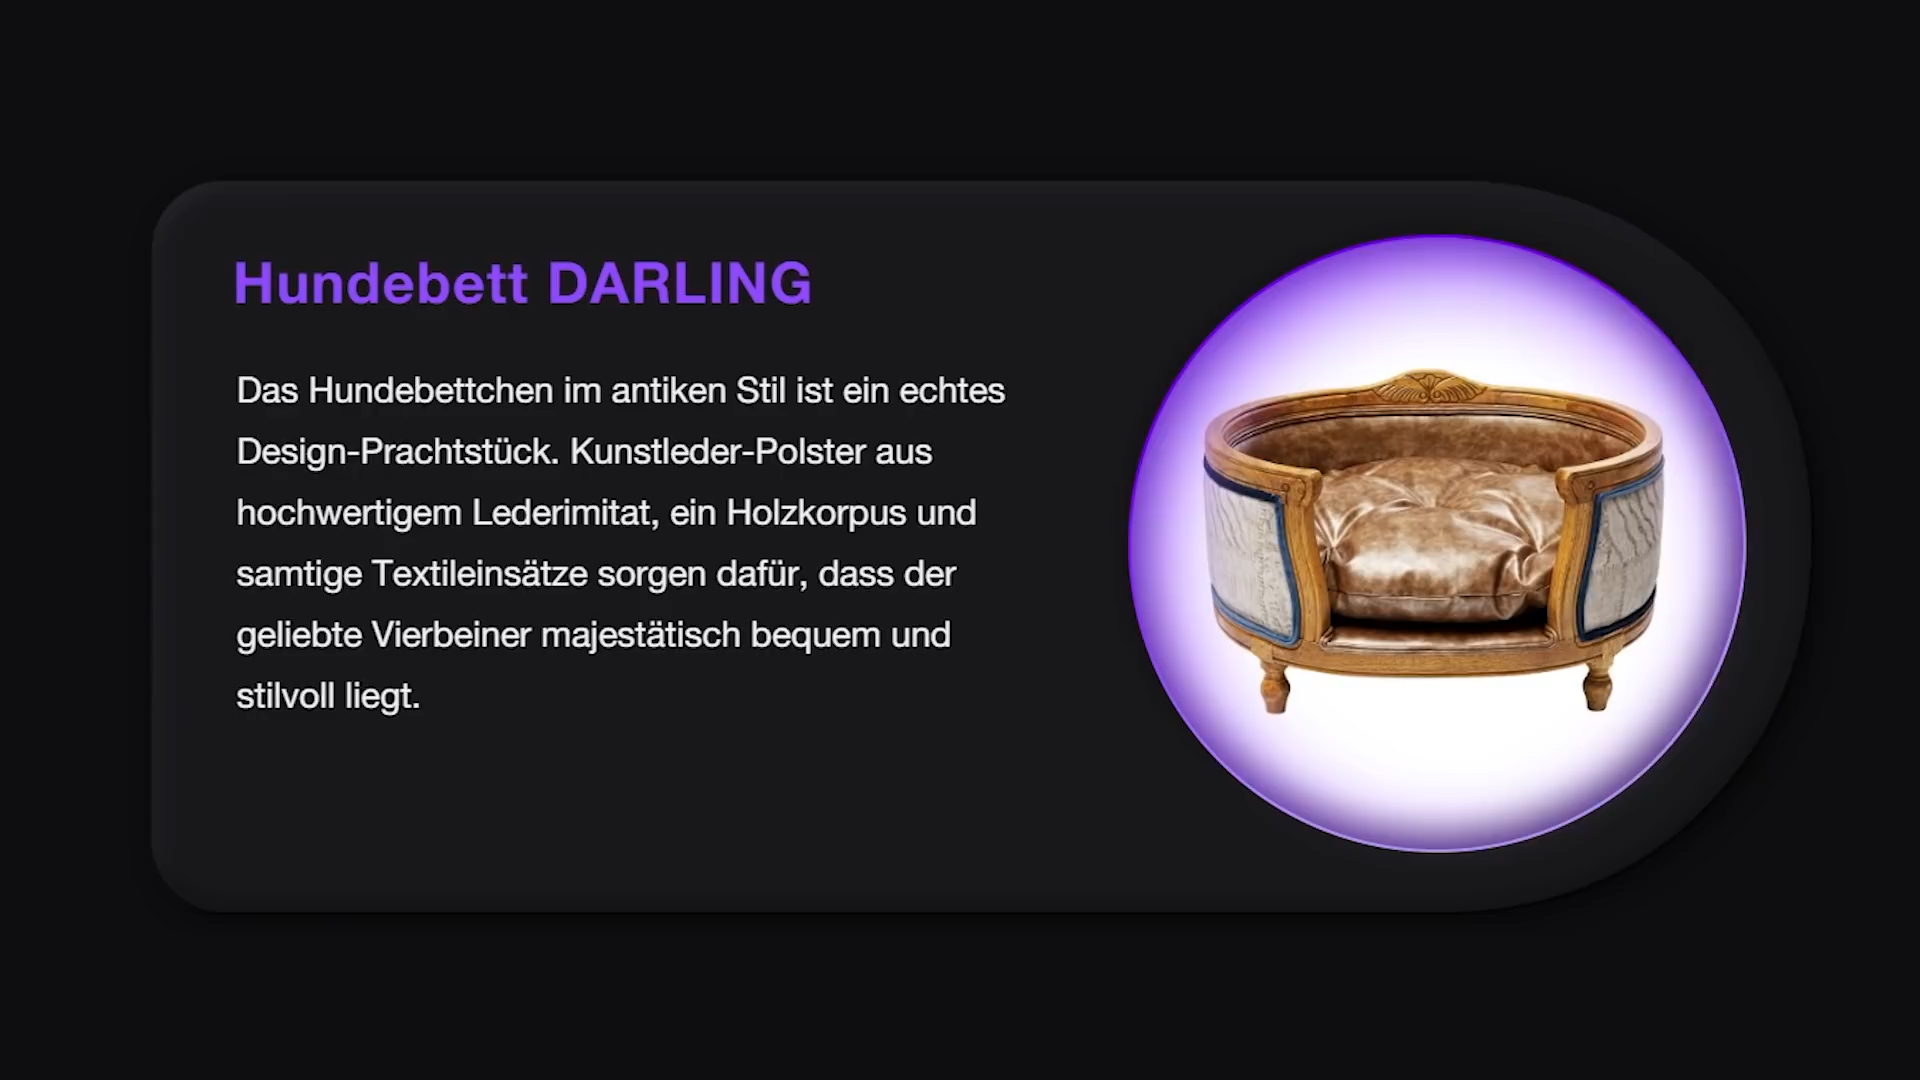 Hundebett DARLING
Das Hundebettchen im antiken Stil ist ein echtes
Design-Prachtstück. Kunstleder-Polster aus
hochwertigem Lederimitat, ein Holzkorpus und
samtige Textileinsätze sorgen dafür, dass der
geliebte Vierbeiner majestätisch bequem und
stilvoll liegt.